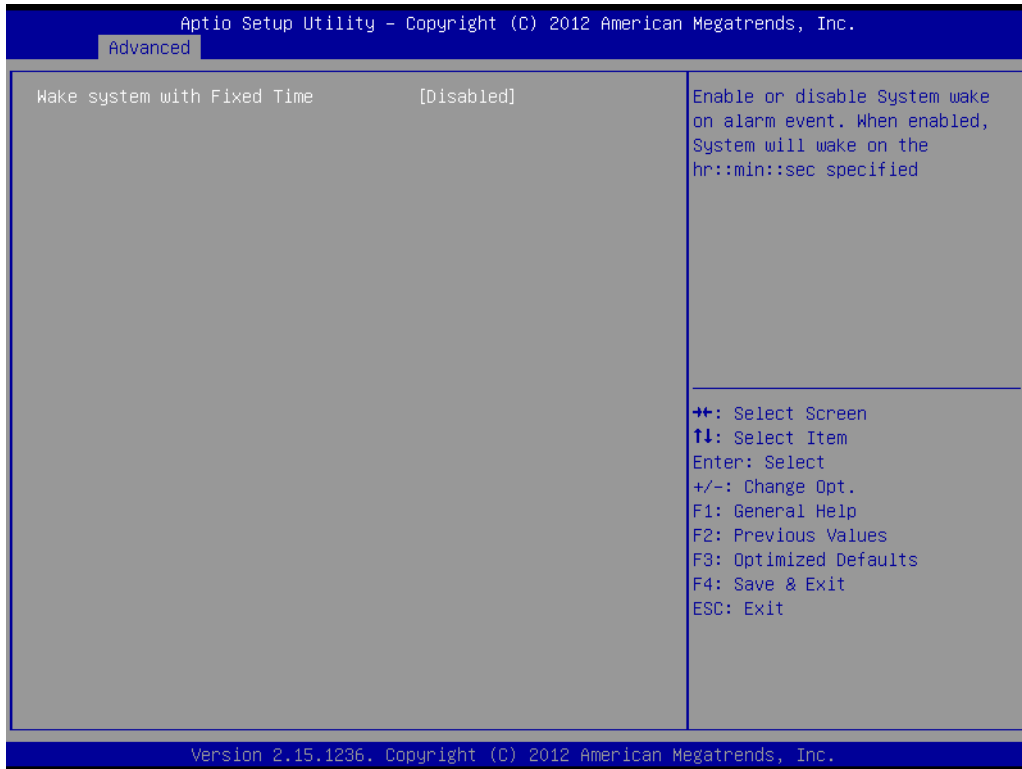 Aptio Setup Utility – Copyright (C) 2012 American Megatrends, Inc.
Advanced
Wake system with Fixed Time [Disabled]
Enable or disable System wake
on alarm event. When enabled,
System will wake on the
hr::min::sec specified
→←: Select Screen
↑↓: Select Item
Enter: Select
+/-: Change Opt.
F1: General Help
F2: Previous Values
F3: Optimized Defaults
F4: Save & Exit
ESC: Exit
Version 2.15.1236. Copyright (C) 2012 American Megatrends, Inc.